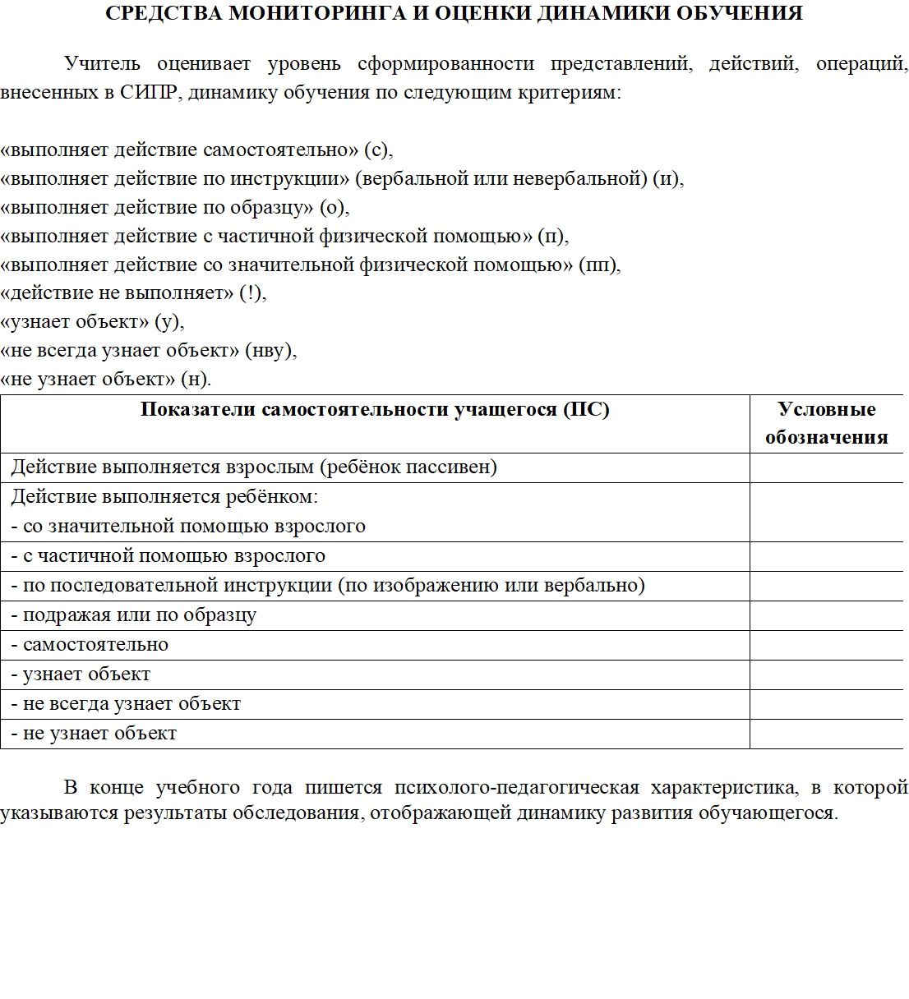 СРЕДСТВА МОНИТОРИНГА И ОЦЕНКИ ДИНАМИКИ ОБУЧЕНИЯ
Учитель оценивает уровень сформированности представлений, действий, операций,
внесенных в СИПР, динамику обучения по следующим критериям:
«выполняет действие самостоятельно» (с),
«выполняет действие по инструкции» (вербальной или невербальной) (и),
«выполняет действие по образцу» (о),
«выполняет действие с частичной физической помощью» (п),
«выполняет действие со значительной физической помощью» (пп),
«действие не выполняет» (!),
«узнает объект» (у),
«не всегда узнает объект» (нву),
«не узнает объект» (н).
Показатели самостоятельности учащегося (ПС)
Условные
обозначения
Действие выполняется взрослым (ребёнок пассивен)
Действие выполняется ребёнком:
- со значительной помощью взрослого
- с частичной помощью взрослого
- по последовательной инструкции (по изображению или вербально)
- подражая или по образцу
- самостоятельно
- узнает объект
- не всегда узнает объект
- не узнает объект
В конце учебного года пишется психолого-педагогическая характеристика, в которой
указываются результаты обследования, отображающей динамику развития обучающегося.